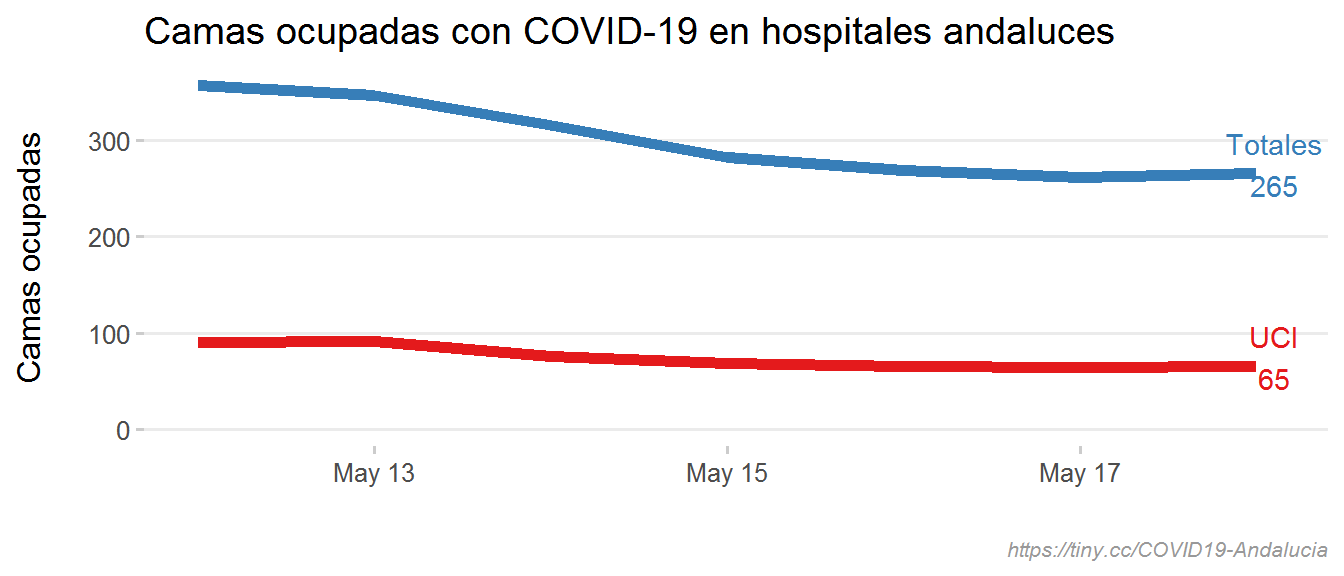 Camas ocupadas con COVID-19 en hospitales andaluces
Camas ocupadas
300
200
100
0
Totales
265
UCI
65
May 13
May 15
May 17
https://tiny.cc/COVID19-Andalucia